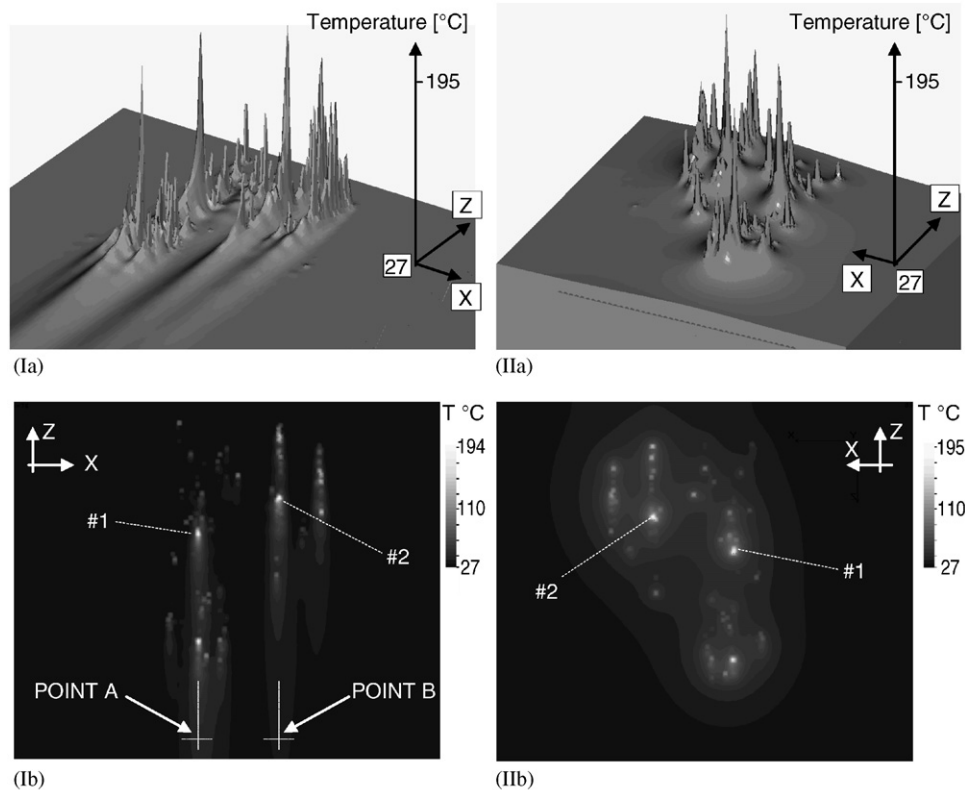 Temperature [°C]
195
Z
27
X
(Ia)
Temperature [°C]
195
Z
X
27
(IIa)
Z
X
#1
#2
POINT A
POINT B
T °C
194
110
27
(Ib)
Z
X
#2
#1
T °C
195
110
27
(IIb)